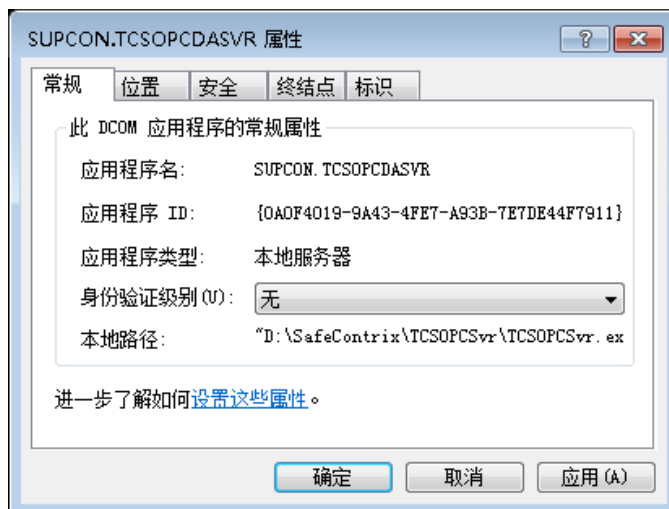 SUPCON.TCSOPCDASVR 属性
常规 位置 安全 终结点 标识
此 DCOM 应用程序的常规属性
应用程序名: SUPCON.TCSOPCDASVR
应用程序 ID: {0A0F4019-9A43-4FE7-A93B-7E7DE44F7911}
应用程序类型: 本地服务器
身份验证级别(U): 无
本地路径: "D:\SafeContrix\TCSOPCSvr\TCSOPCSvr.ex
进一步了解如何设置这些属性。
确定 取消 应用(A)